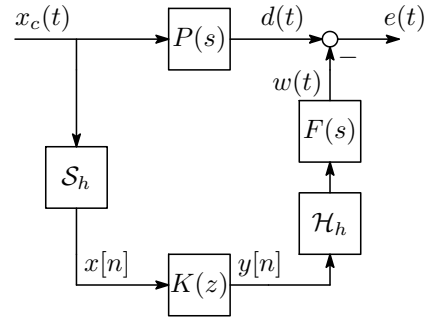 x_c(t) P(s) d(t) e(t)
−
w(t)
F(s)
𝒮_h
ℋ_h
x[n] K(z) y[n]